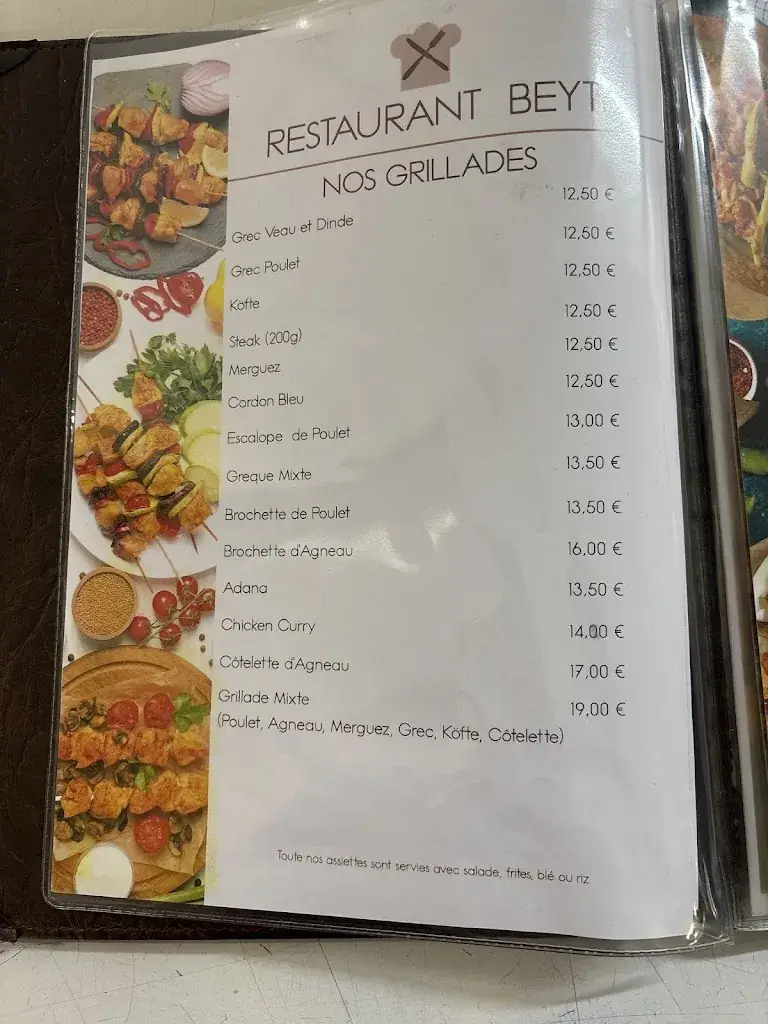 RESTAURANT BEYT
NOS GRILLADES
Grec Veau et Dinde 12,50 €
Grec Poulet 12,50 €
Köfte 12,50 €
Steak (200g) 12,50 €
Merguez 12,50 €
Cordon Bleu 12,50 €
Escalope de Poulet 13,00 €
Greque Mixte 13,50 €
Brochette de Poulet 13,50 €
Brochette d'Agneau 16,00 €
Adana 13,50 €
Chicken Curry 14,00 €
Côtelette d'Agneau 17,00 €
Grillade Mixte 19,00 €
(Poulet, Agneau, Merguez, Grec, Köfte, Côtelette)
Toute nos assiettes sont servies avec salade, frites, blé ou riz